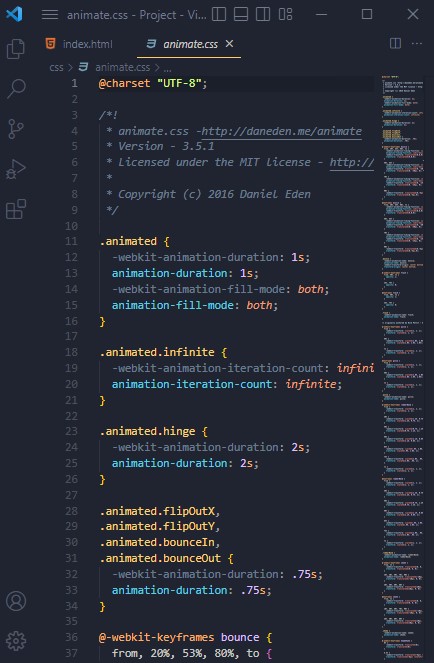 animate.css - Project - Vi...
index.html
animate.css
css > animate.css > ...
1 @charset "UTF-8";
2
3 /*!
4 * animate.css -http://daneden.me/animate
5 * Version - 3.5.1
6 * Licensed under the MIT license - http://
7 *
8 * Copyright (c) 2016 Daniel Eden
9 */
10
11 .animated {
12 -webkit-animation-duration: 1s;
13 animation-duration: 1s;
14 -webkit-animation-fill-mode: both;
15 animation-fill-mode: both;
16 }
17
18 .animated.infinite {
19 -webkit-animation-iteration-count: infini
20 animation-iteration-count: infinite;
21 }
22
23 .animated.hinge {
24 -webkit-animation-duration: 2s;
25 animation-duration: 2s;
26 }
27
28 .animated.flipOutX,
29 .animated.flipOutY,
30 .animated.bounceIn,
31 .animated.bounceOut {
32 -webkit-animation-duration: .75s;
33 animation-duration: .75s;
34 }
35
36 @-webkit-keyframes bounce {
37 from, 20%, 53%, 80%, to {